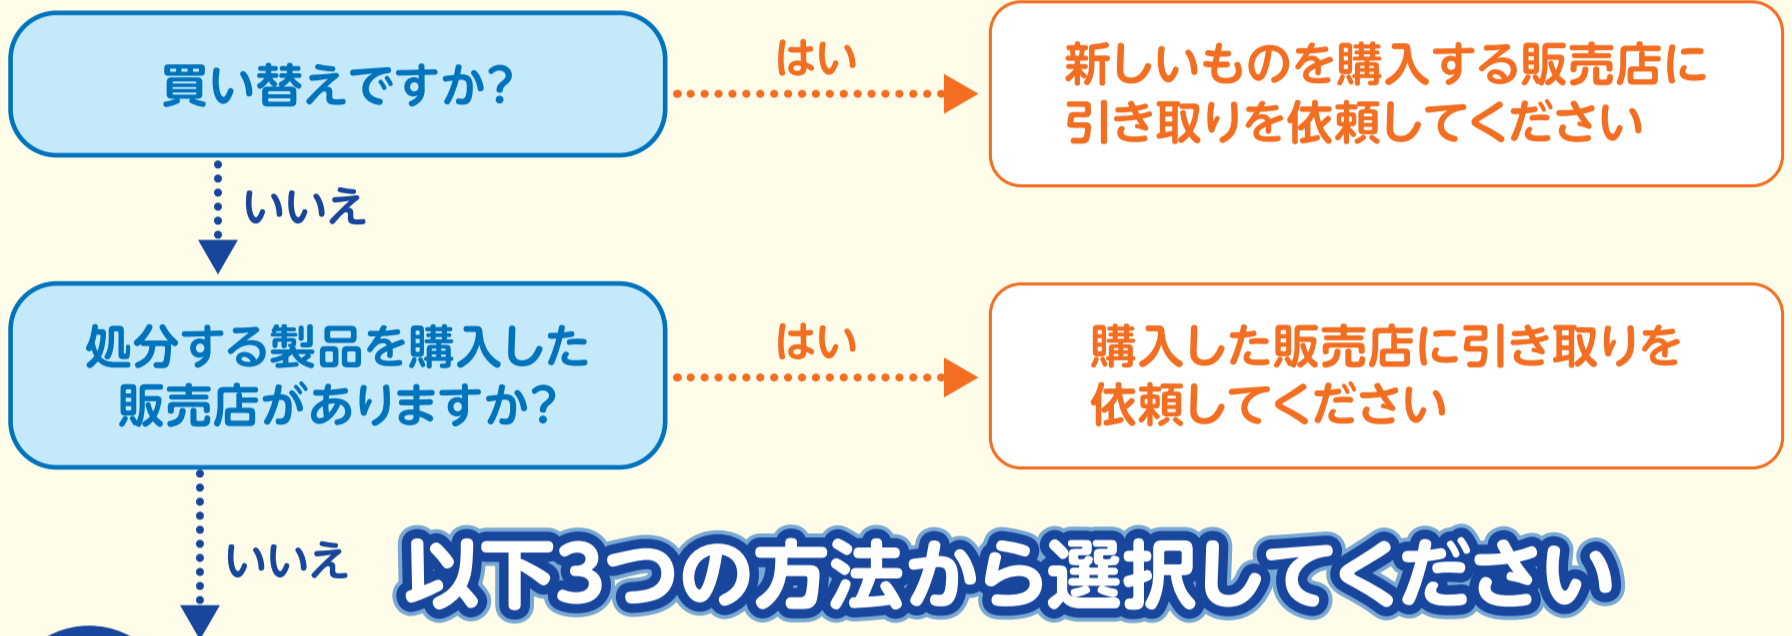 買い替えですか?
はい
新しいものを購入する販売店に
引き取りを依頼してください
いいえ
処分する製品を購入した
販売店がありますか?
はい
購入した販売店に引き取りを
依頼してください
いいえ
以下3つの方法から選択してください